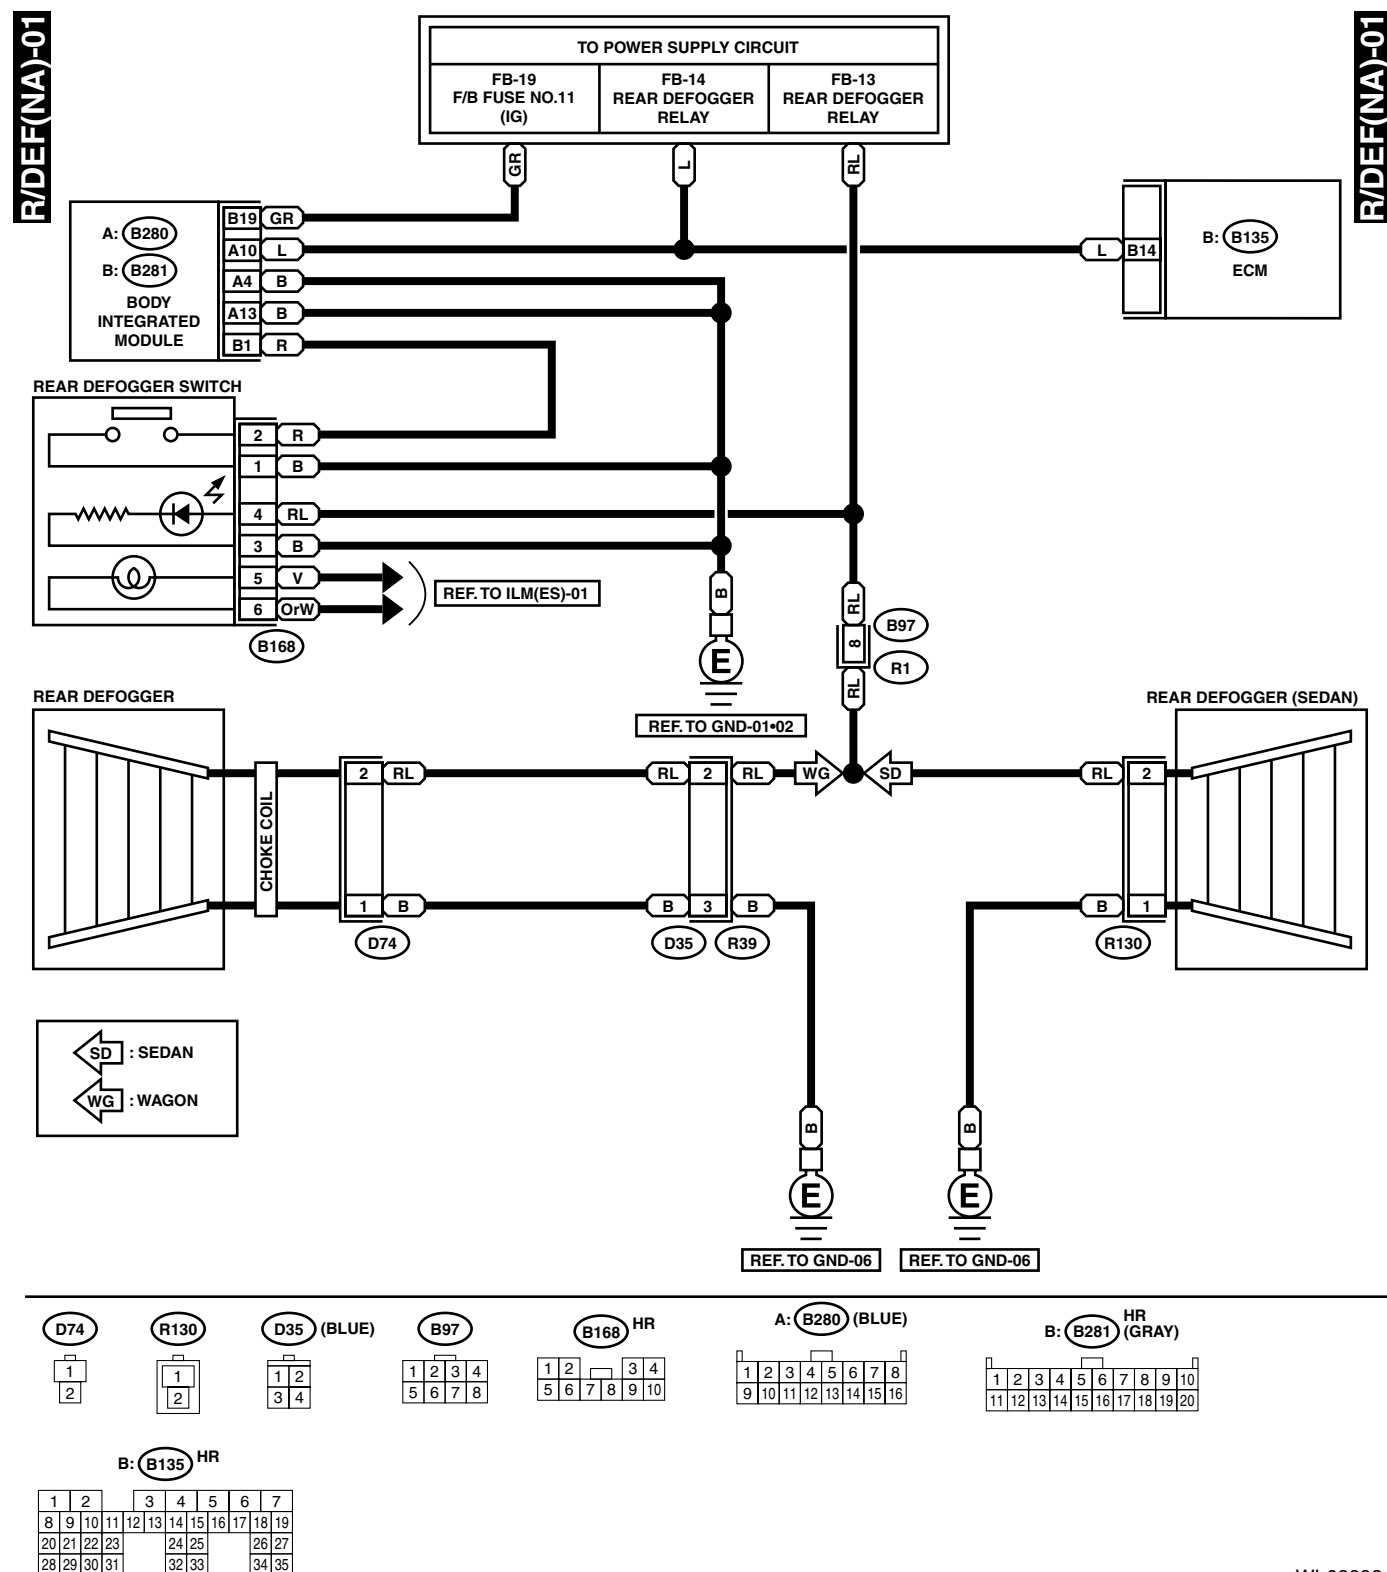 R/DEF(NA)-01
R/DEF(NA)-01
TO POWER SUPPLY CIRCUIT
FB-19
F/B FUSE NO.11
(IG)
FB-14
REAR DEFOGGER
RELAY
FB-13
REAR DEFOGGER
RELAY
GR
L
RL
A: B280
B: B281
BODY
INTEGRATED
MODULE
B19 GR
A10 L
A4 B
A13 B
B1 R
L B14
B: B135
ECM
REAR DEFOGGER SWITCH
2 R
1 B
4 RL
3 B
5 V
6 OrW
REF. TO ILM(ES)-01
B168
B
E
REF. TO GND-01•02
RL
8
B97
R1
RL
REAR DEFOGGER
REAR DEFOGGER (SEDAN)
CHOKE COIL
2 RL
RL 2 RL
WG
SD
RL 2
1 B
B 3 B
B 1
D74
D35
R39
R130
SD : SEDAN
WG : WAGON
B
B
E
E
REF. TO GND-06
REF. TO GND-06
D74
1
2
R130
1
2
D35 (BLUE)
1 2
3 4
B97
1 2 3 4
5 6 7 8
B168 HR
1 2 3 4
5 6 7 8 9 10
A: B280 (BLUE)
1 2 3 4 5 6 7 8
9 10 11 12 13 14 15 16
B: B281 HR (GRAY)
1 2 3 4 5 6 7 8 9 10
11 12 13 14 15 16 17 18 19 20
B: B135 HR
1 2 3 4 5 6 7
8 9 10 11 12 13 14 15 16 17 18 19
20 21 22 23 24 25 26 27
28 29 30 31 32 33 34 35